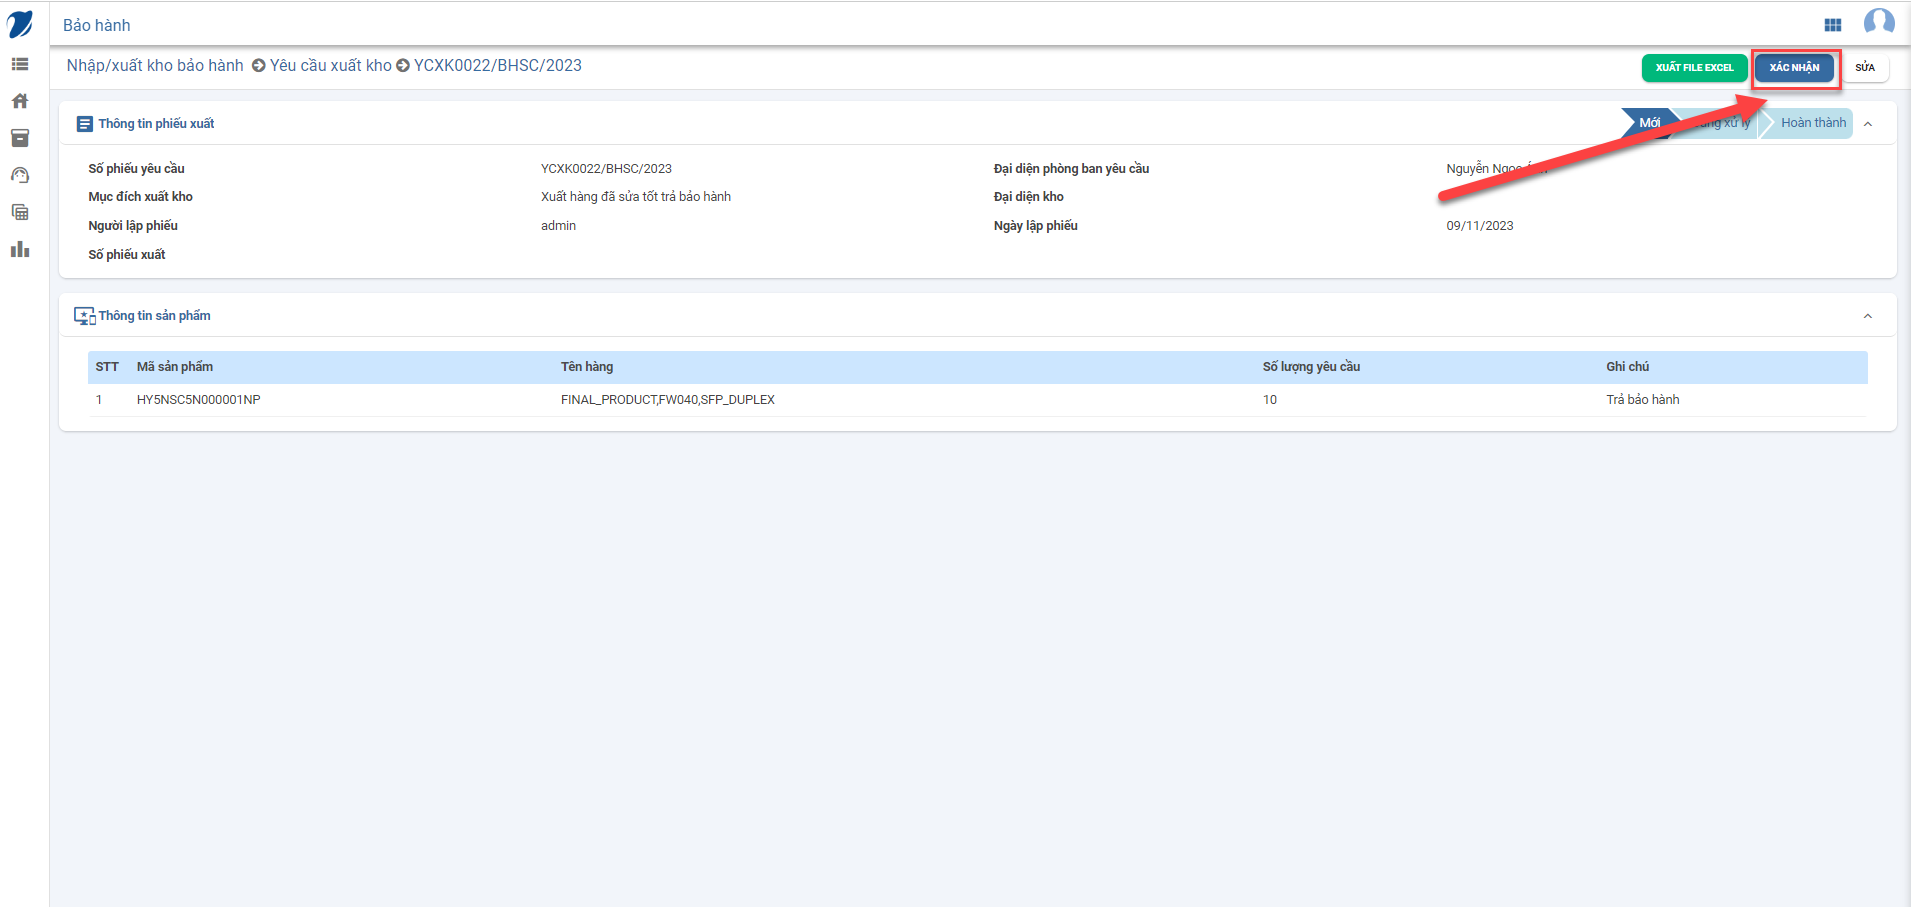 Bảo hành
Nhập/xuất kho bảo hành Yêu cầu xuất kho YCXK0022/BHSC/2023
XUẤT FILE EXCEL XÁC NHẬN SỬA
Thông tin phiếu xuất
Mới xử lý Hoàn thành
Số phiếu yêu cầu YCXK0022/BHSC/2023 Đại diện phòng ban yêu cầu Nguyễn
Mục đích xuất kho Xuất hàng đã sửa tốt trả bảo hành Đại diện kho
Người lập phiếu admin Ngày lập phiếu 09/11/2023
Số phiếu xuất
Thông tin sản phẩm
STT Mã sản phẩm Tên hàng Số lượng yêu cầu Ghi chú
1 HY5NSC5N000001NP FINAL_PRODUCT,FW040,SFP_DUPLEX 10 Trả bảo hành